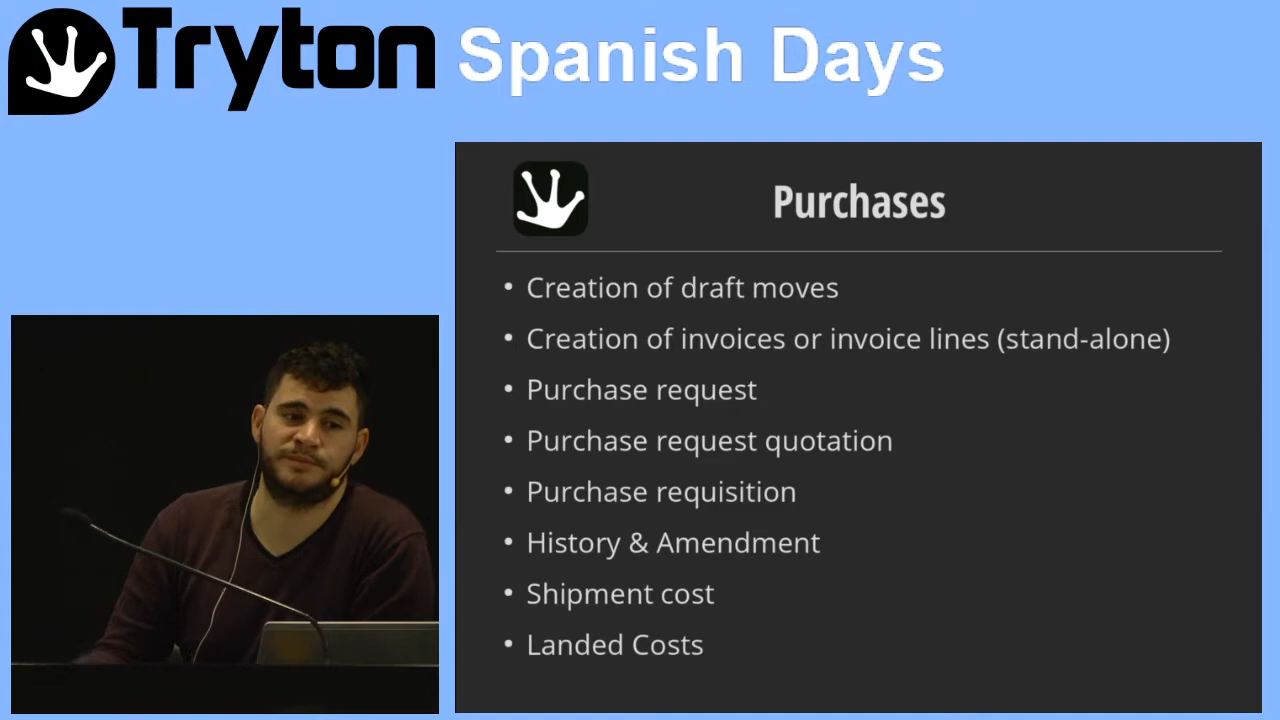 Tryton Spanish Days
Purchases
• Creation of draft moves
• Creation of invoices or invoice lines (stand-alone)
• Purchase request
• Purchase request quotation
• Purchase requisition
• History & Amendment
• Shipment cost
• Landed Costs